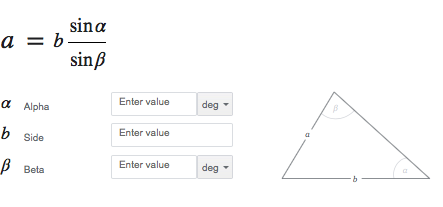 a = b sinα / sinβ
α Alpha Enter value deg
b Side Enter value
β Beta Enter value deg
β
a
α
b